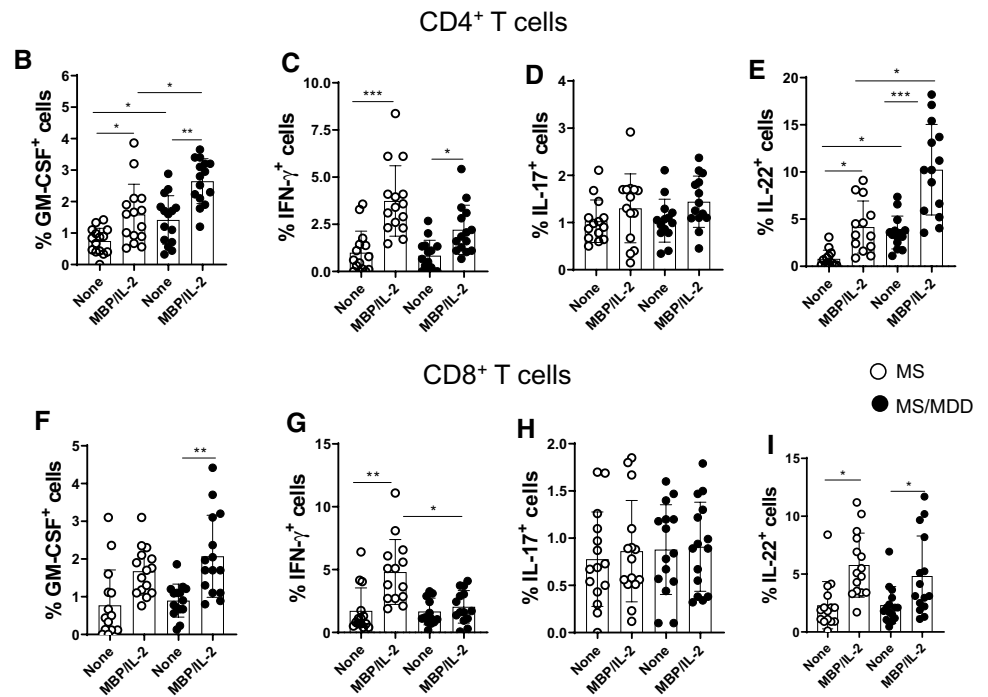 CD4⁺ T cells
B
% GM-CSF⁺ cells
6
5
4
3
2
1
0
*
*
*
**
None
MBP/IL-2
None
MBP/IL-2
C
% IFN-γ⁺ cells
10.0
7.5
5.0
2.5
0.0
***
*
None
MBP/IL-2
None
MBP/IL-2
D
% IL-17⁺ cells
4
3
2
1
0
None
MBP/IL-2
None
MBP/IL-2
E
% IL-22⁺ cells
20
15
10
5
0
*
***
*
*
None
MBP/IL-2
None
MBP/IL-2
CD8⁺ T cells
MS
MS/MDD
F
% GM-CSF⁺ cells
5
4
3
2
1
0
**
None
MBP/IL-2
None
MBP/IL-2
G
% IFN-γ⁺ cells
15
10
5
0
**
*
None
MBP/IL-2
None
MBP/IL-2
H
% IL-17⁺ cells
2.0
1.5
1.0
0.5
0.0
None
MBP/IL-2
None
MBP/IL-2
I
% IL-22⁺ cells
15
10
5
0
*
*
None
MBP/IL-2
None
MBP/IL-2